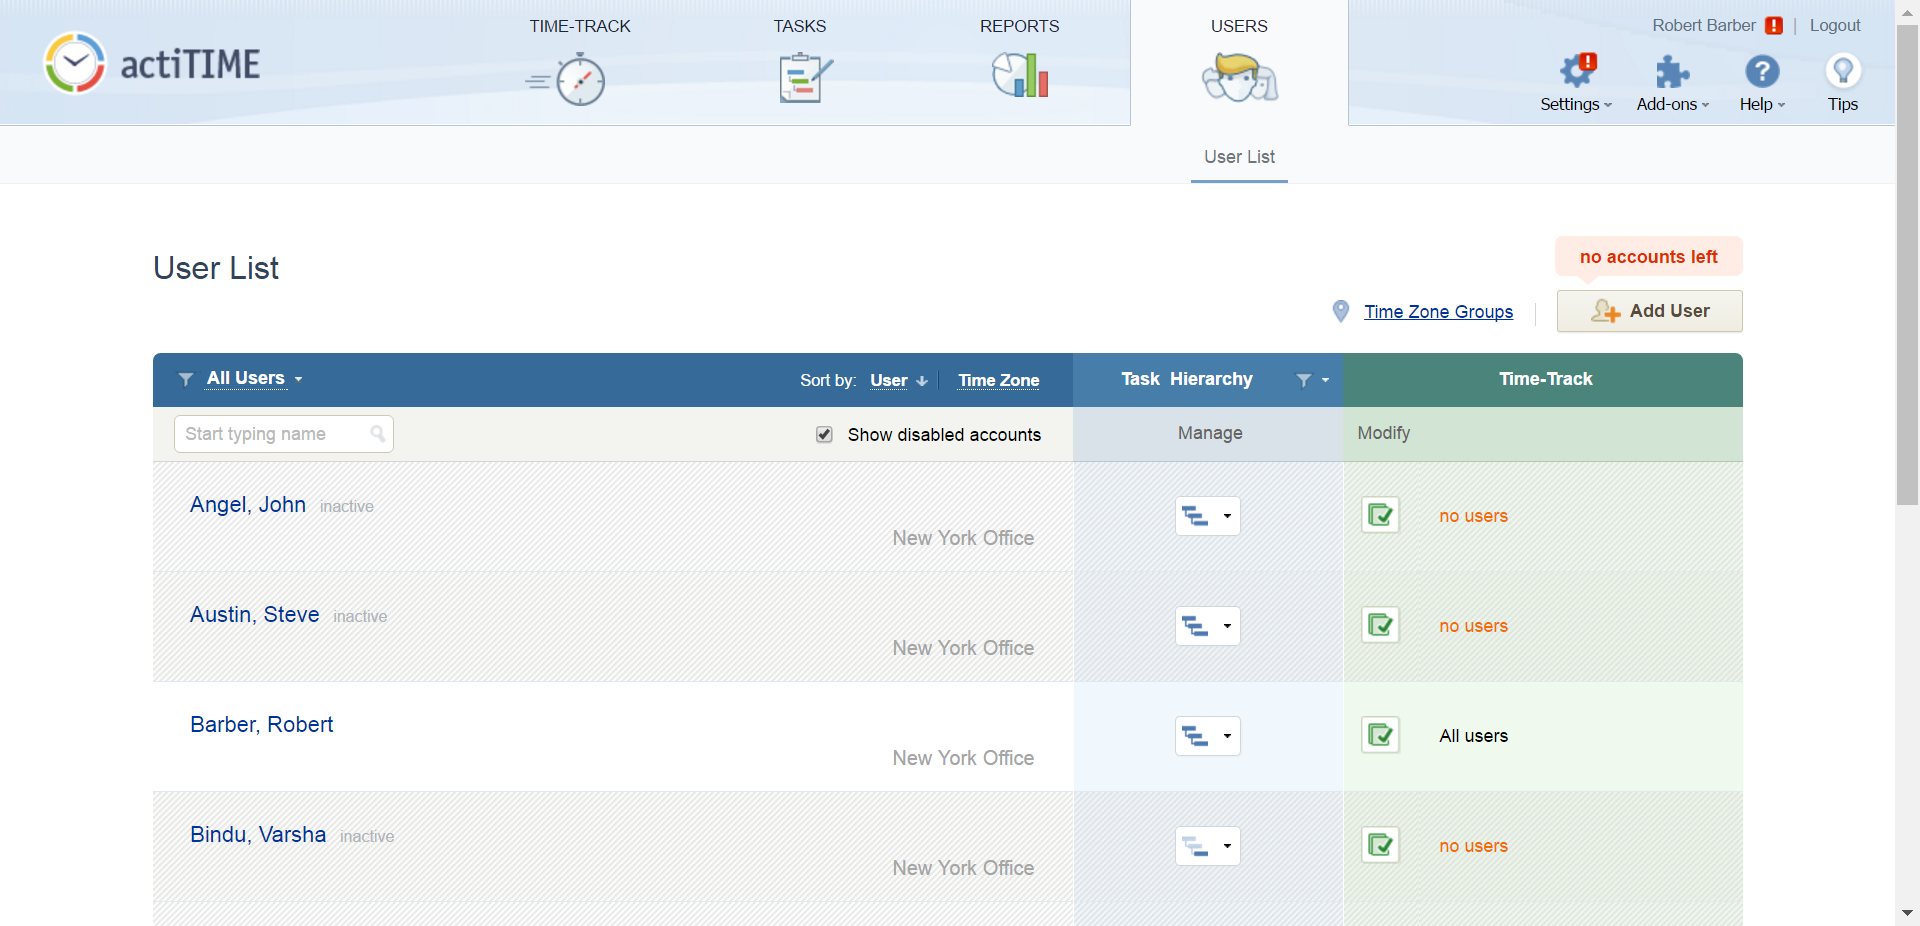 actiTIME
TIME-TRACK
TASKS
REPORTS
USERS
Robert Barber ! | Logout
Settings
Add-ons
Help
Tips
User List
User List
no accounts left
Time Zone Groups
Add User
All Users
Sort by: User
Time Zone
Task Hierarchy
Time-Track
Start typing name
Show disabled accounts
Manage
Modify
Angel, John inactive
New York Office
no users
Austin, Steve inactive
New York Office
no users
Barber, Robert
New York Office
All users
Bindu, Varsha inactive
New York Office
no users